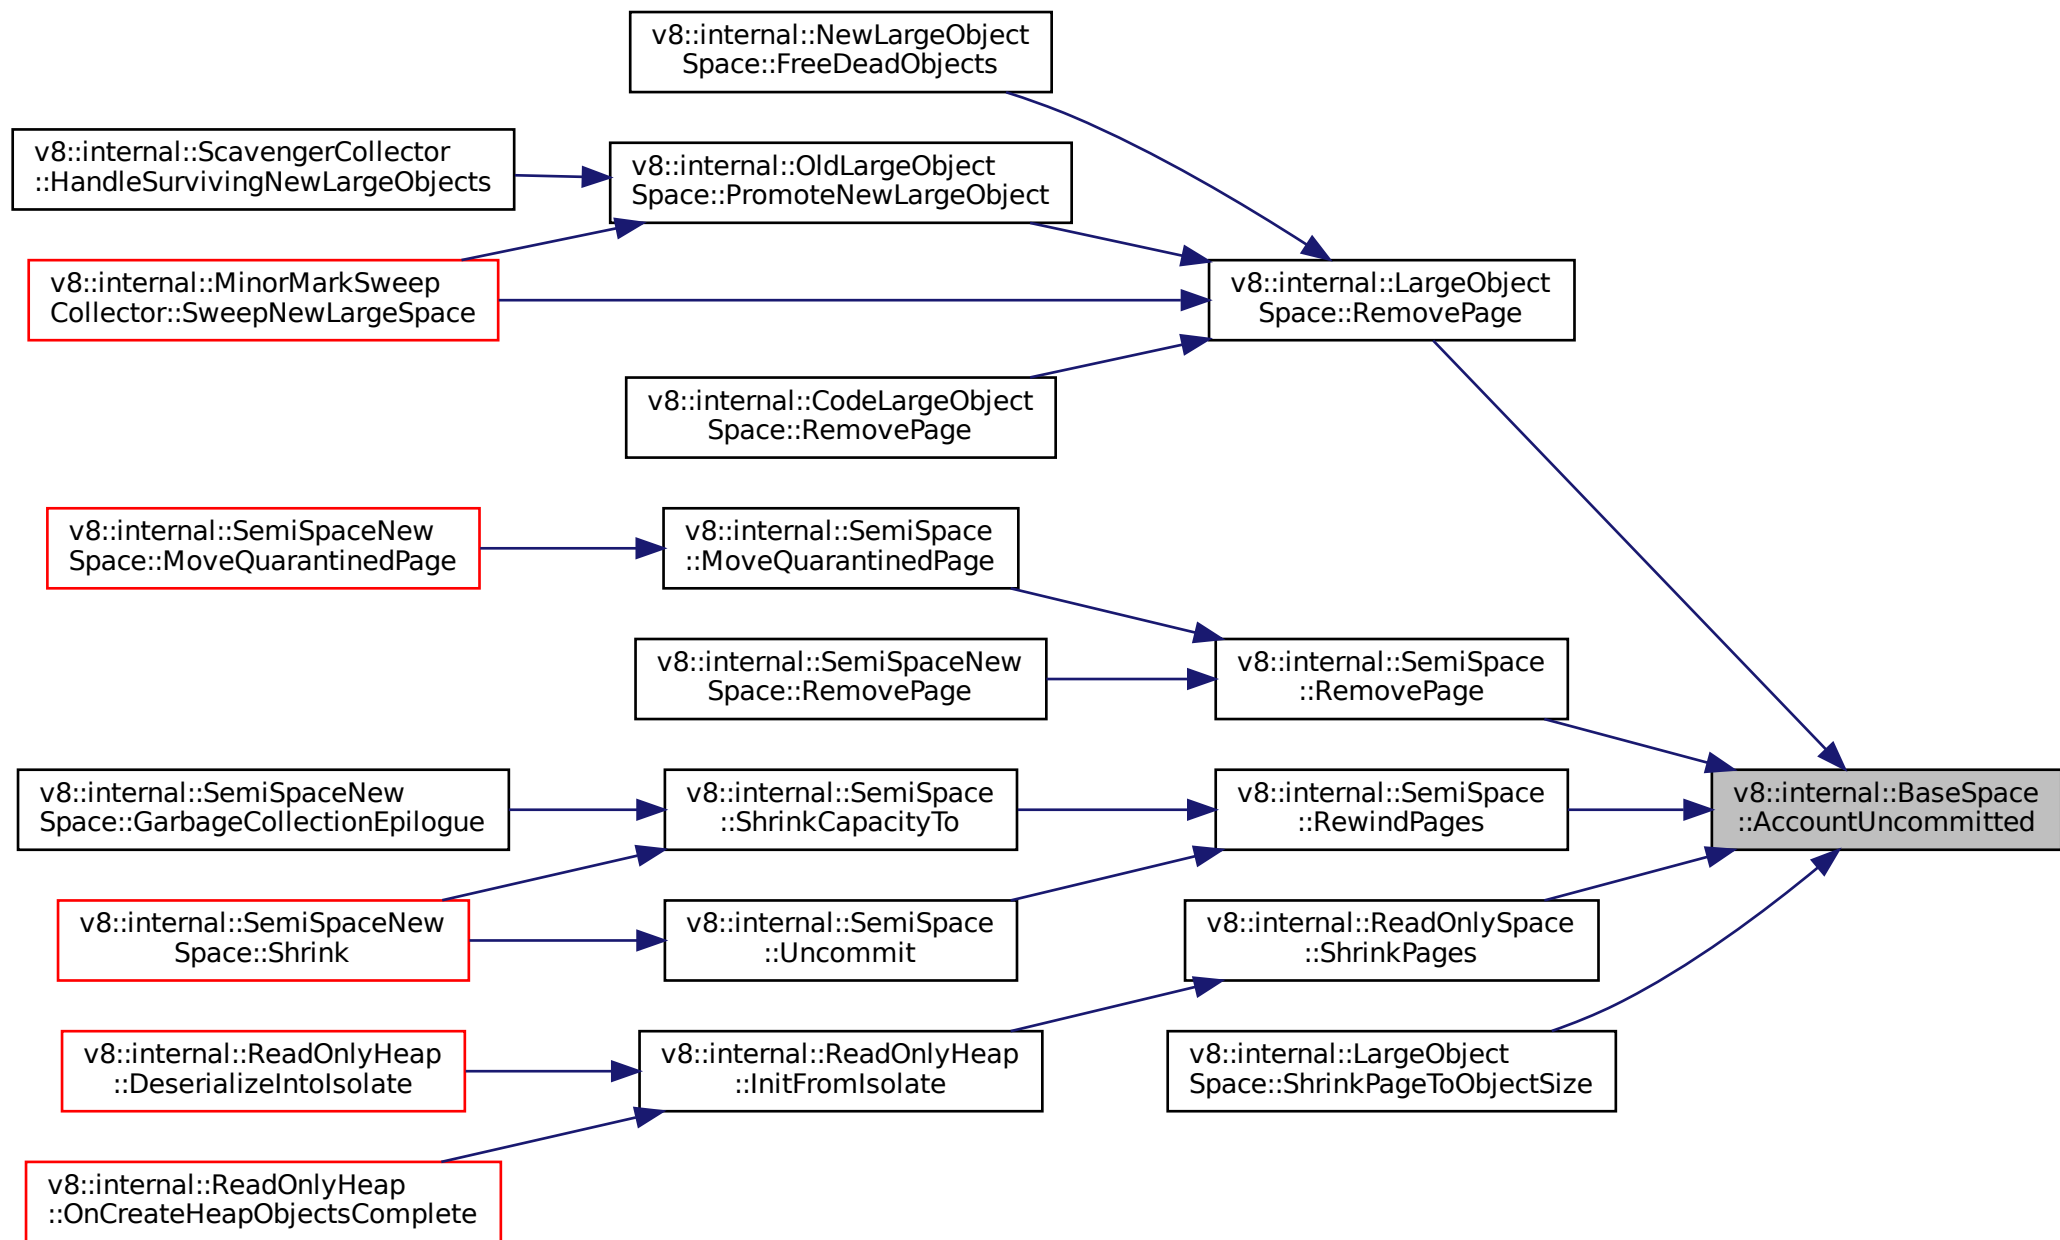 v8::internal::NewLargeObject
Space::FreeDeadObjects
v8::internal::ScavengerCollector
::HandleSurvivingNewLargeObjects
v8::internal::OldLargeObject
Space::PromoteNewLargeObject
v8::internal::MinorMarkSweep
Collector::SweepNewLargeSpace
v8::internal::LargeObject
Space::RemovePage
v8::internal::CodeLargeObject
Space::RemovePage
v8::internal::SemiSpaceNew
Space::MoveQuarantinedPage
v8::internal::SemiSpace
::MoveQuarantinedPage
v8::internal::SemiSpaceNew
Space::RemovePage
v8::internal::SemiSpace
::RemovePage
v8::internal::SemiSpaceNew
Space::GarbageCollectionEpilogue
v8::internal::SemiSpace
::ShrinkCapacityTo
v8::internal::SemiSpace
::RewindPages
v8::internal::BaseSpace
::AccountUncommitted
v8::internal::SemiSpaceNew
Space::Shrink
v8::internal::SemiSpace
::Uncommit
v8::internal::ReadOnlySpace
::ShrinkPages
v8::internal::ReadOnlyHeap
::DeserializeIntoIsolate
v8::internal::ReadOnlyHeap
::InitFromIsolate
v8::internal::LargeObject
Space::ShrinkPageToObjectSize
v8::internal::ReadOnlyHeap
::OnCreateHeapObjectsComplete